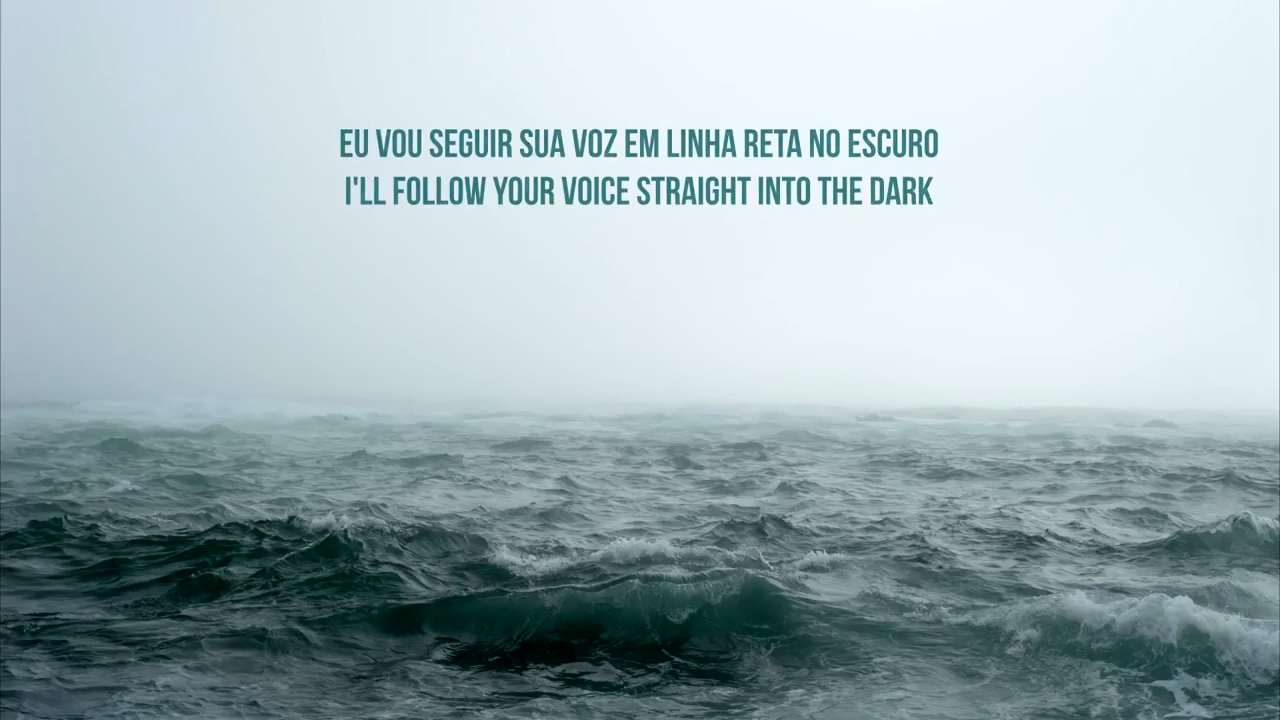 EU VOU SEGUIR SUA VOZ EM LINHA RETA NO ESCURO
I'LL FOLLOW YOUR VOICE STRAIGHT INTO THE DARK